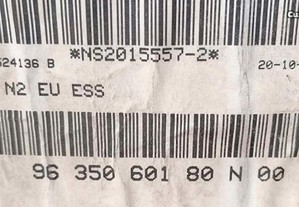 *NS2015557-2*
524136 B 20-10-
N2 EU ESS
96 350 601 80 N 00